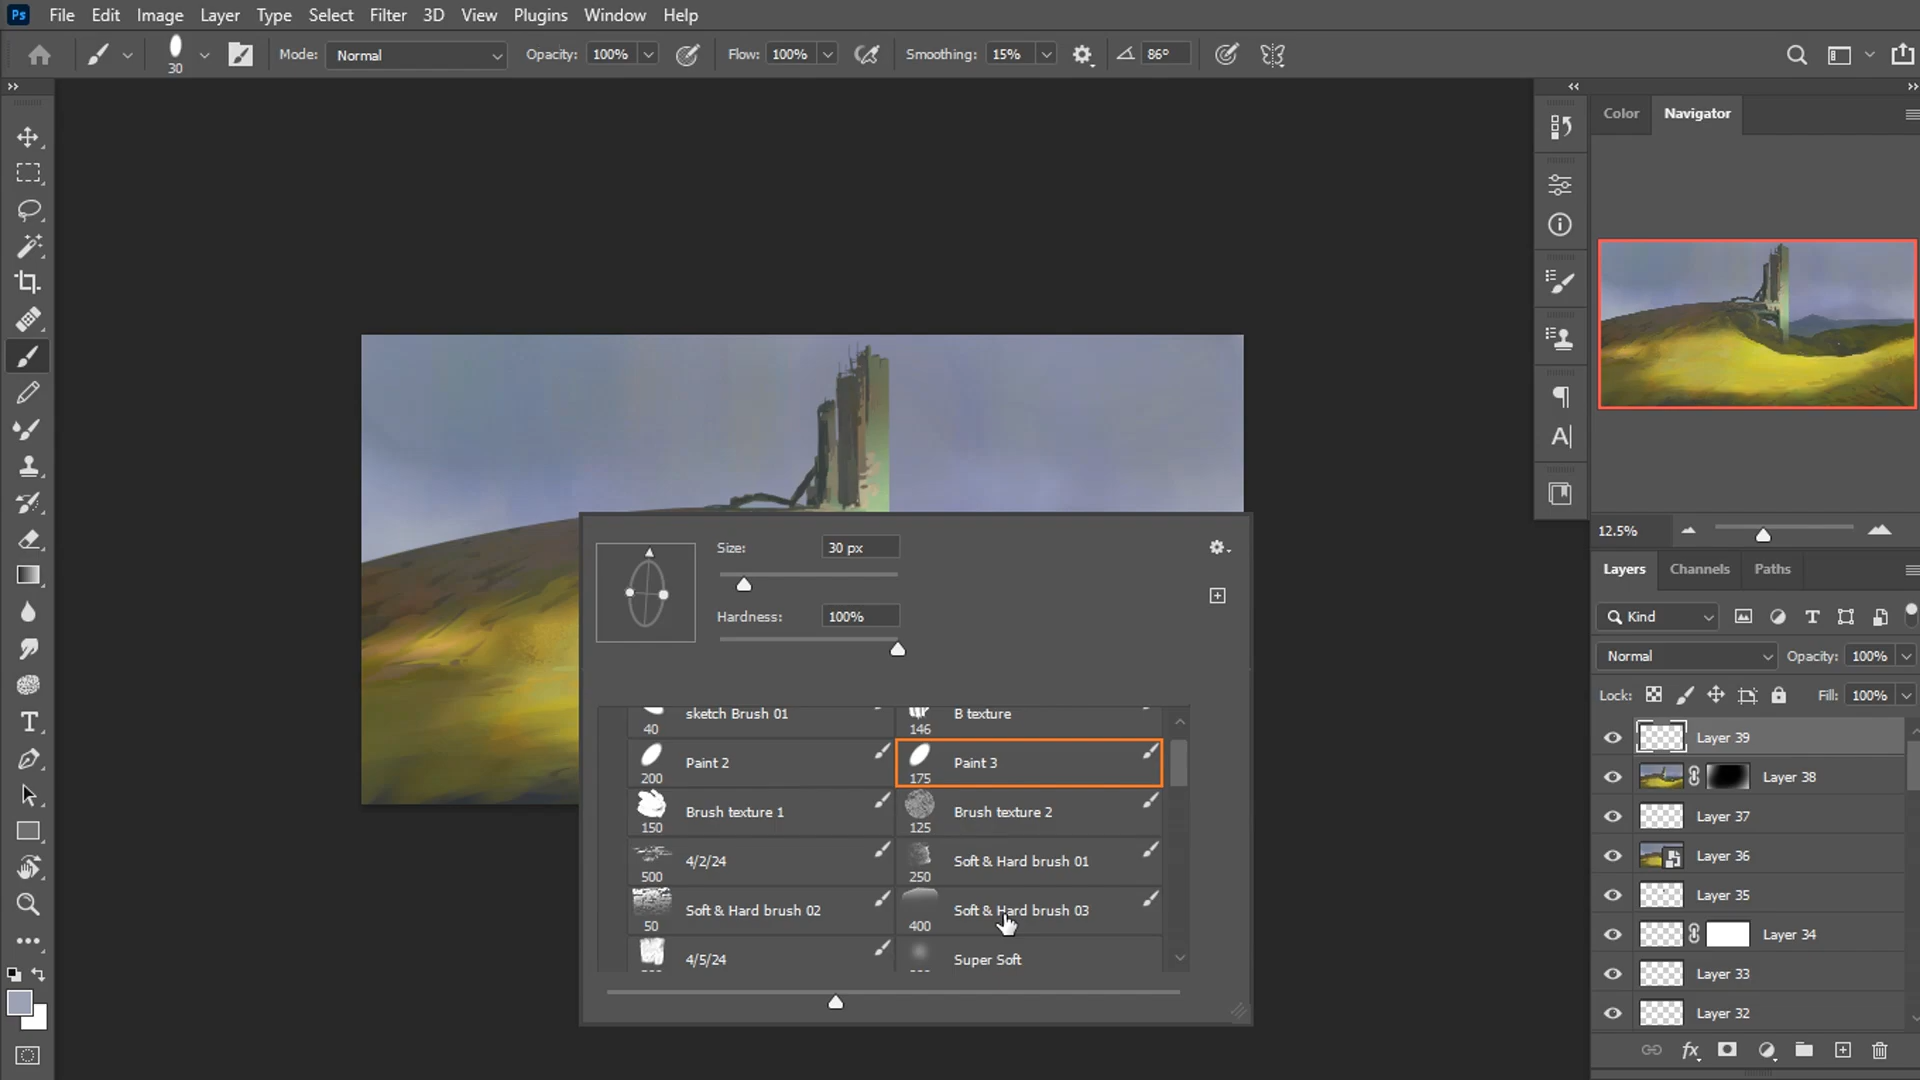 Ps File Edit Image Layer Type Select Filter 3D View Plugins Window Help
30 Mode: Normal Opacity: 100% Flow: 100% Smoothing: 15% 86°
Color Navigator
12.5%
Layers Channels Paths
Kind
Normal Opacity: 100%
Lock: Fill: 100%
Layer 39
Layer 38
Layer 37
Layer 36
Layer 35
Layer 34
Layer 33
Layer 32
Size: 30 px
Hardness: 100%
sketch Brush 01 40
B texture 146
Paint 2 200
Paint 3 175
Brush texture 1 150
Brush texture 2 125
4/2/24 500
Soft & Hard brush 01 250
Soft & Hard brush 02 50
Soft & Hard brush 03 400
4/5/24
Super Soft